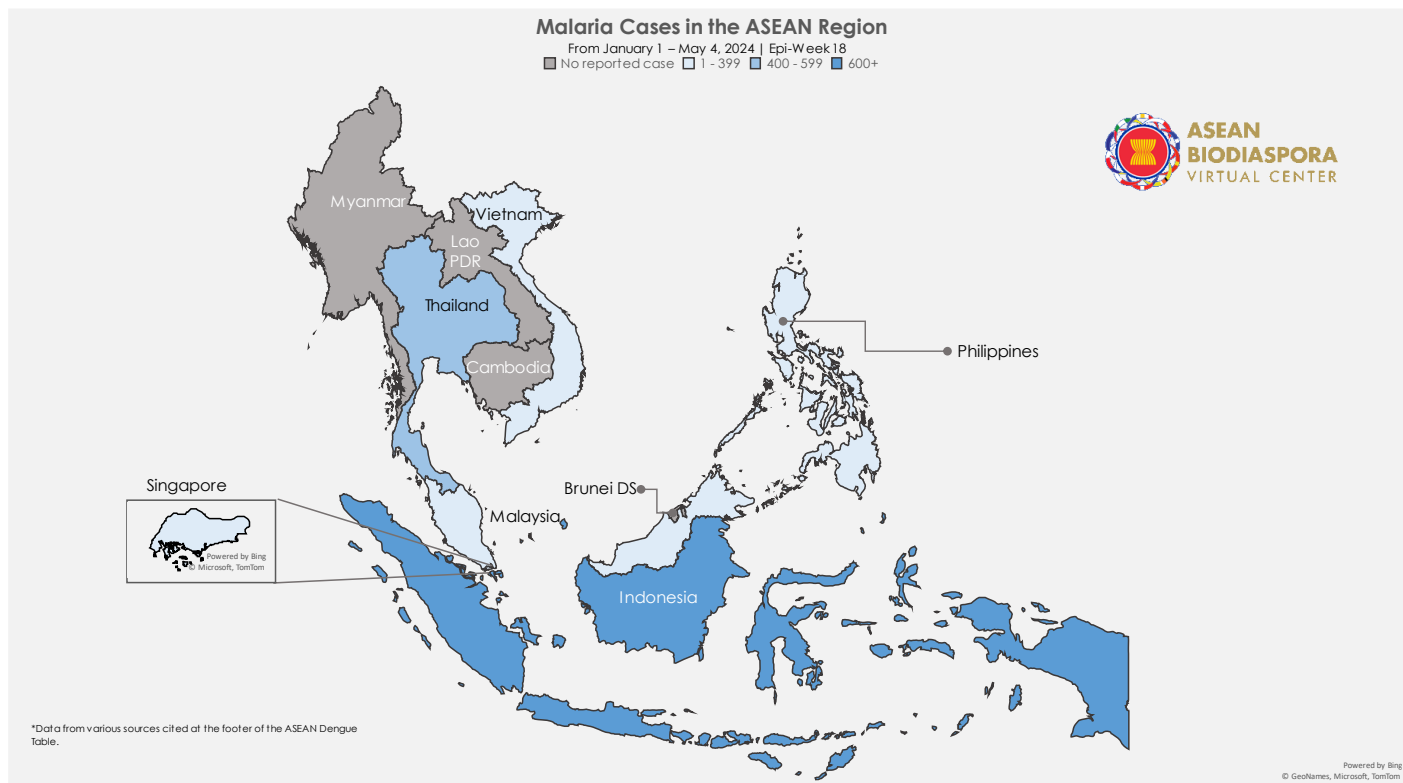 Malaria Cases in the ASEAN Region
From January 1 – May 4, 2024 | Epi-Week 18
No reported case 1 - 399 400 - 599 600+
ASEAN
BIODIASPORA
VIRTUAL CENTER
Myanmar
Vietnam
Lao
PDR
Thailand
Philippines
Cambodia
Singapore
Brunei DS
Malaysia
Powered by Bing
© Microsoft, TomTom
Indonesia
*Data from various sources cited at the footer of the ASEAN Dengue
Table.
Powered by Bing
© GeoNames, Microsoft, TomTom